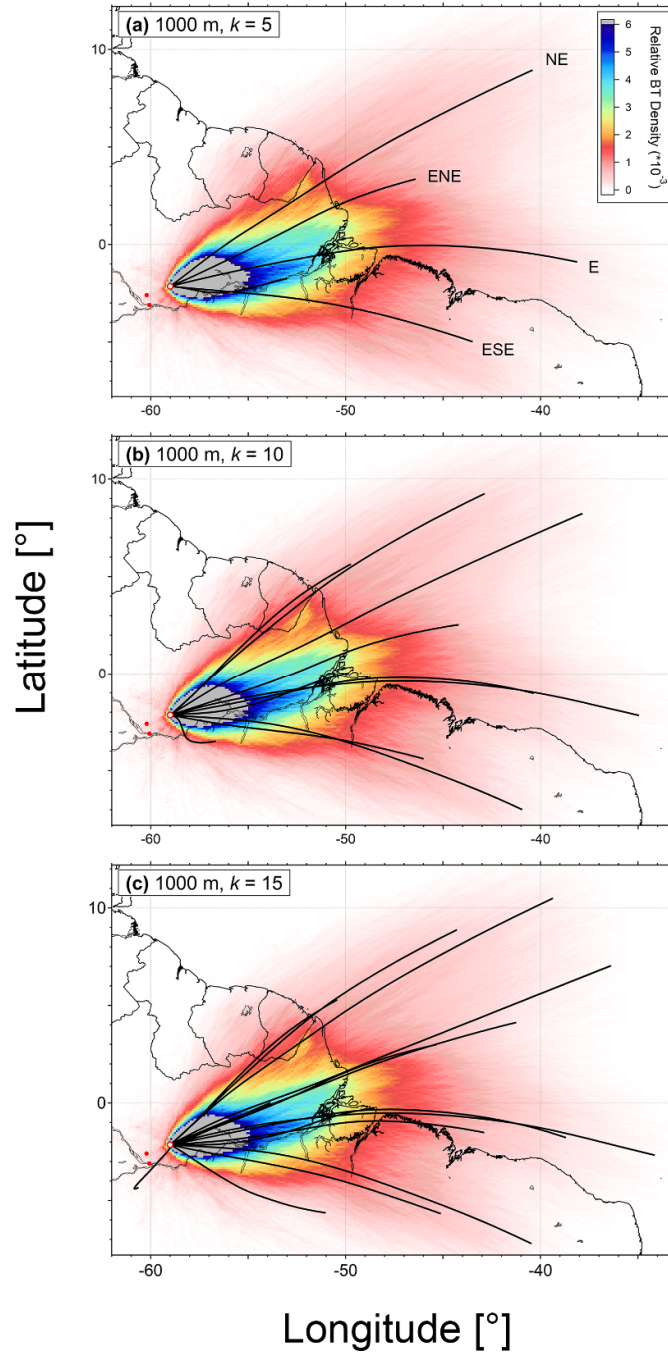 (a) 1000 m, k = 5
10
0
-60
-50
-40
NE
ENE
E
ESE
6
5
4
3
2
1
0
Relative BT Density (*10⁻³)
(b) 1000 m, k = 10
10
0
-60
-50
-40
Latitude [°]
(c) 1000 m, k = 15
10
0
-60
-50
-40
Longitude [°]